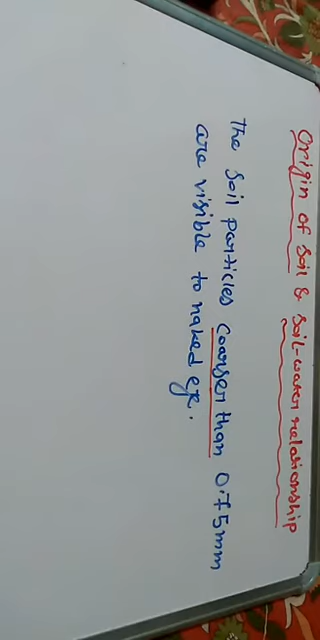 Origin of Soil & Soil-water relationship
The Soil particles Coarser than 0.75mm
are visible to naked eye.